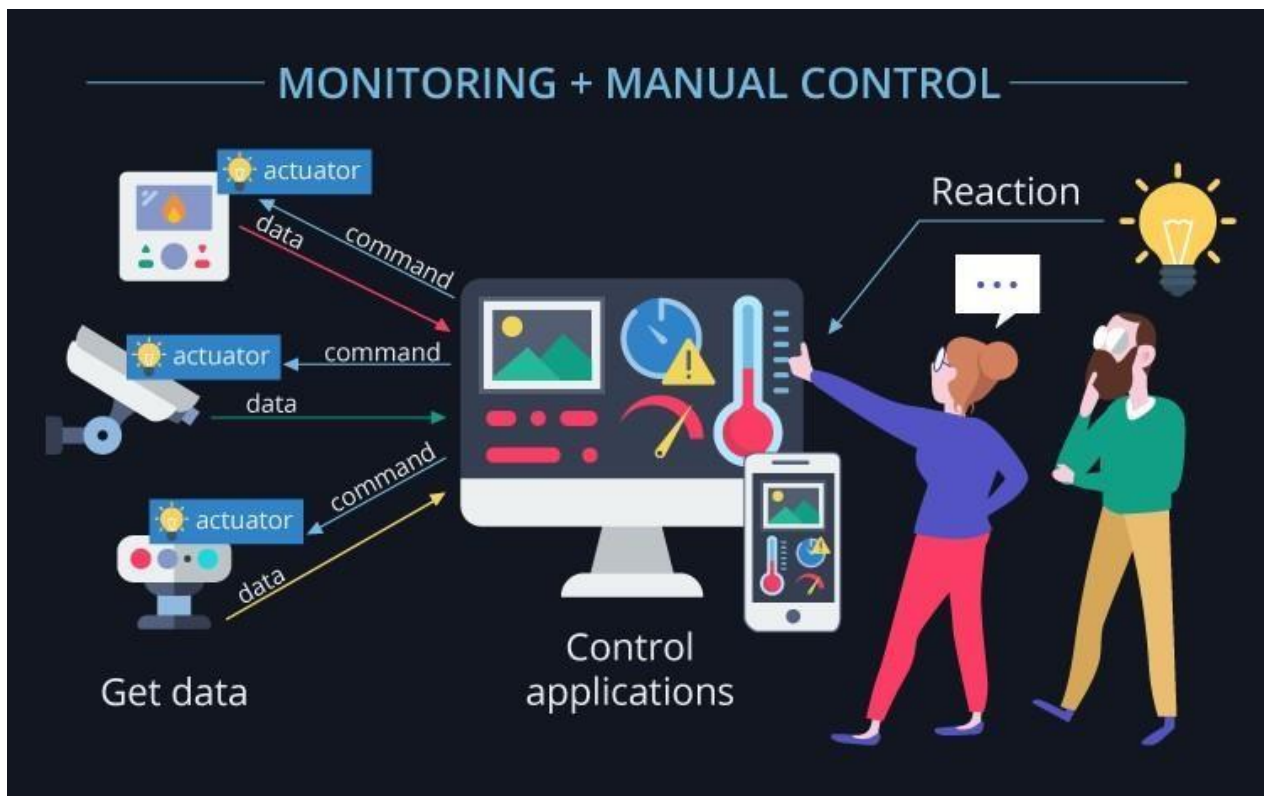 MONITORING + MANUAL CONTROL
actuator
data
command
Reaction
actuator
command
data
actuator
command
data
Get data
Control
applications